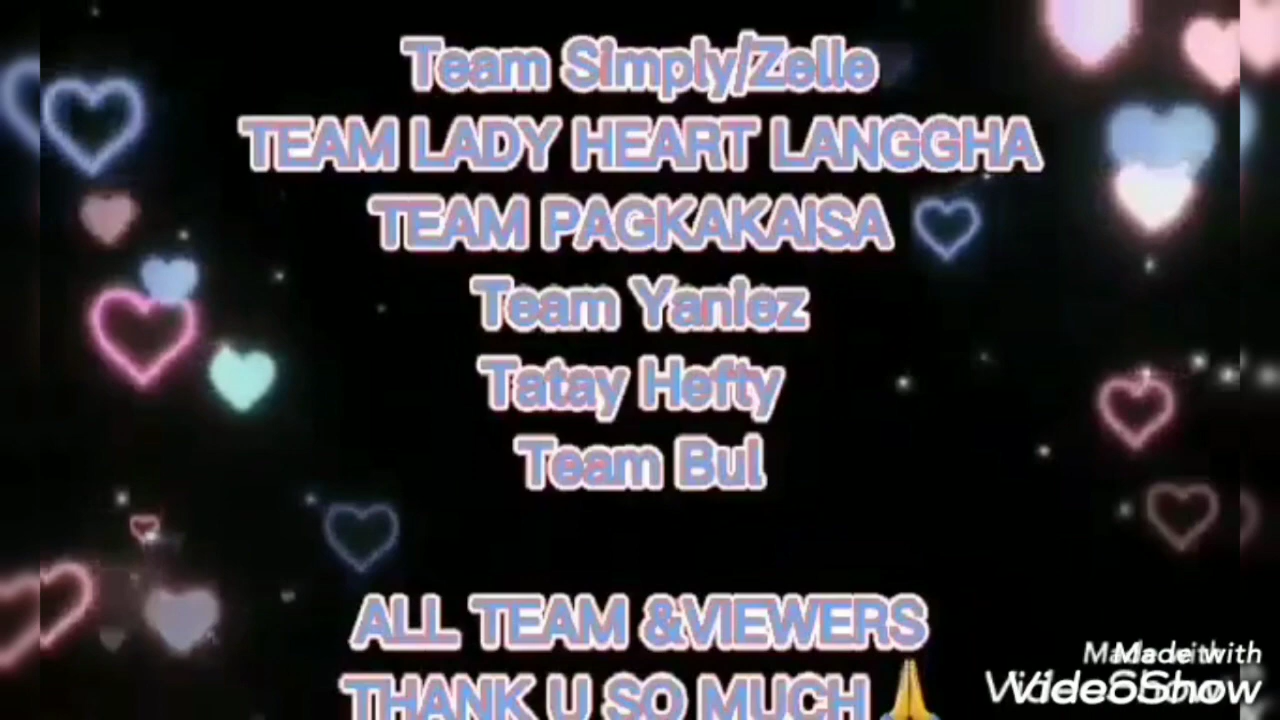 Team Simply/Zelle
TEAM LADY HEART LANGGHA
TEAM PAGKAKAISA
Team Yaniez
Tatay Hefty
Team Bul
ALL TEAM &VIEWERS
THANK U SO MUCH🙏
Made with
VideoShow